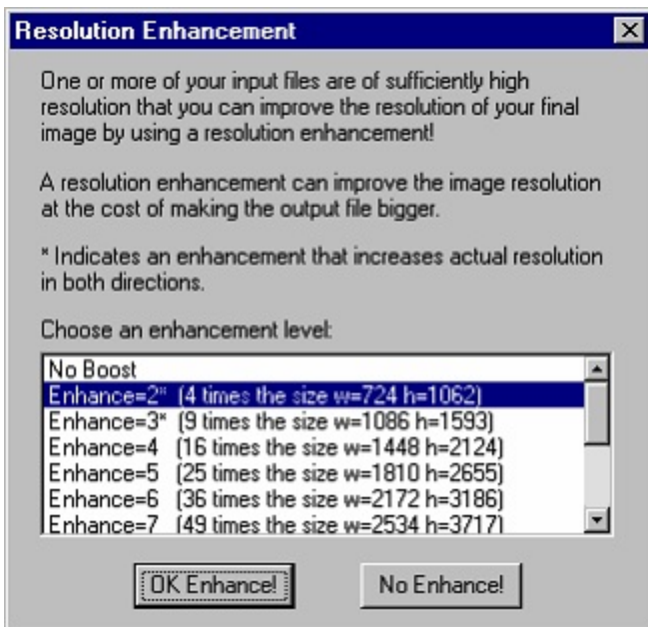 Resolution Enhancement
One or more of your input files are of sufficiently high
resolution that you can improve the resolution of your final
image by using a resolution enhancement!
A resolution enhancement can improve the image resolution
at the cost of making the output file bigger.
* Indicates an enhancement that increases actual resolution
in both directions.
Choose an enhancement level:
No Boost
Enhance=2* (4 times the size w=724 h=1062)
Enhance=3* (9 times the size w=1086 h=1593)
Enhance=4 (16 times the size w=1448 h=2124)
Enhance=5 (25 times the size w=1810 h=2655)
Enhance=6 (36 times the size w=2172 h=3186)
Enhance=7 (49 times the size w=2534 h=3717)
OK Enhance! No Enhance!